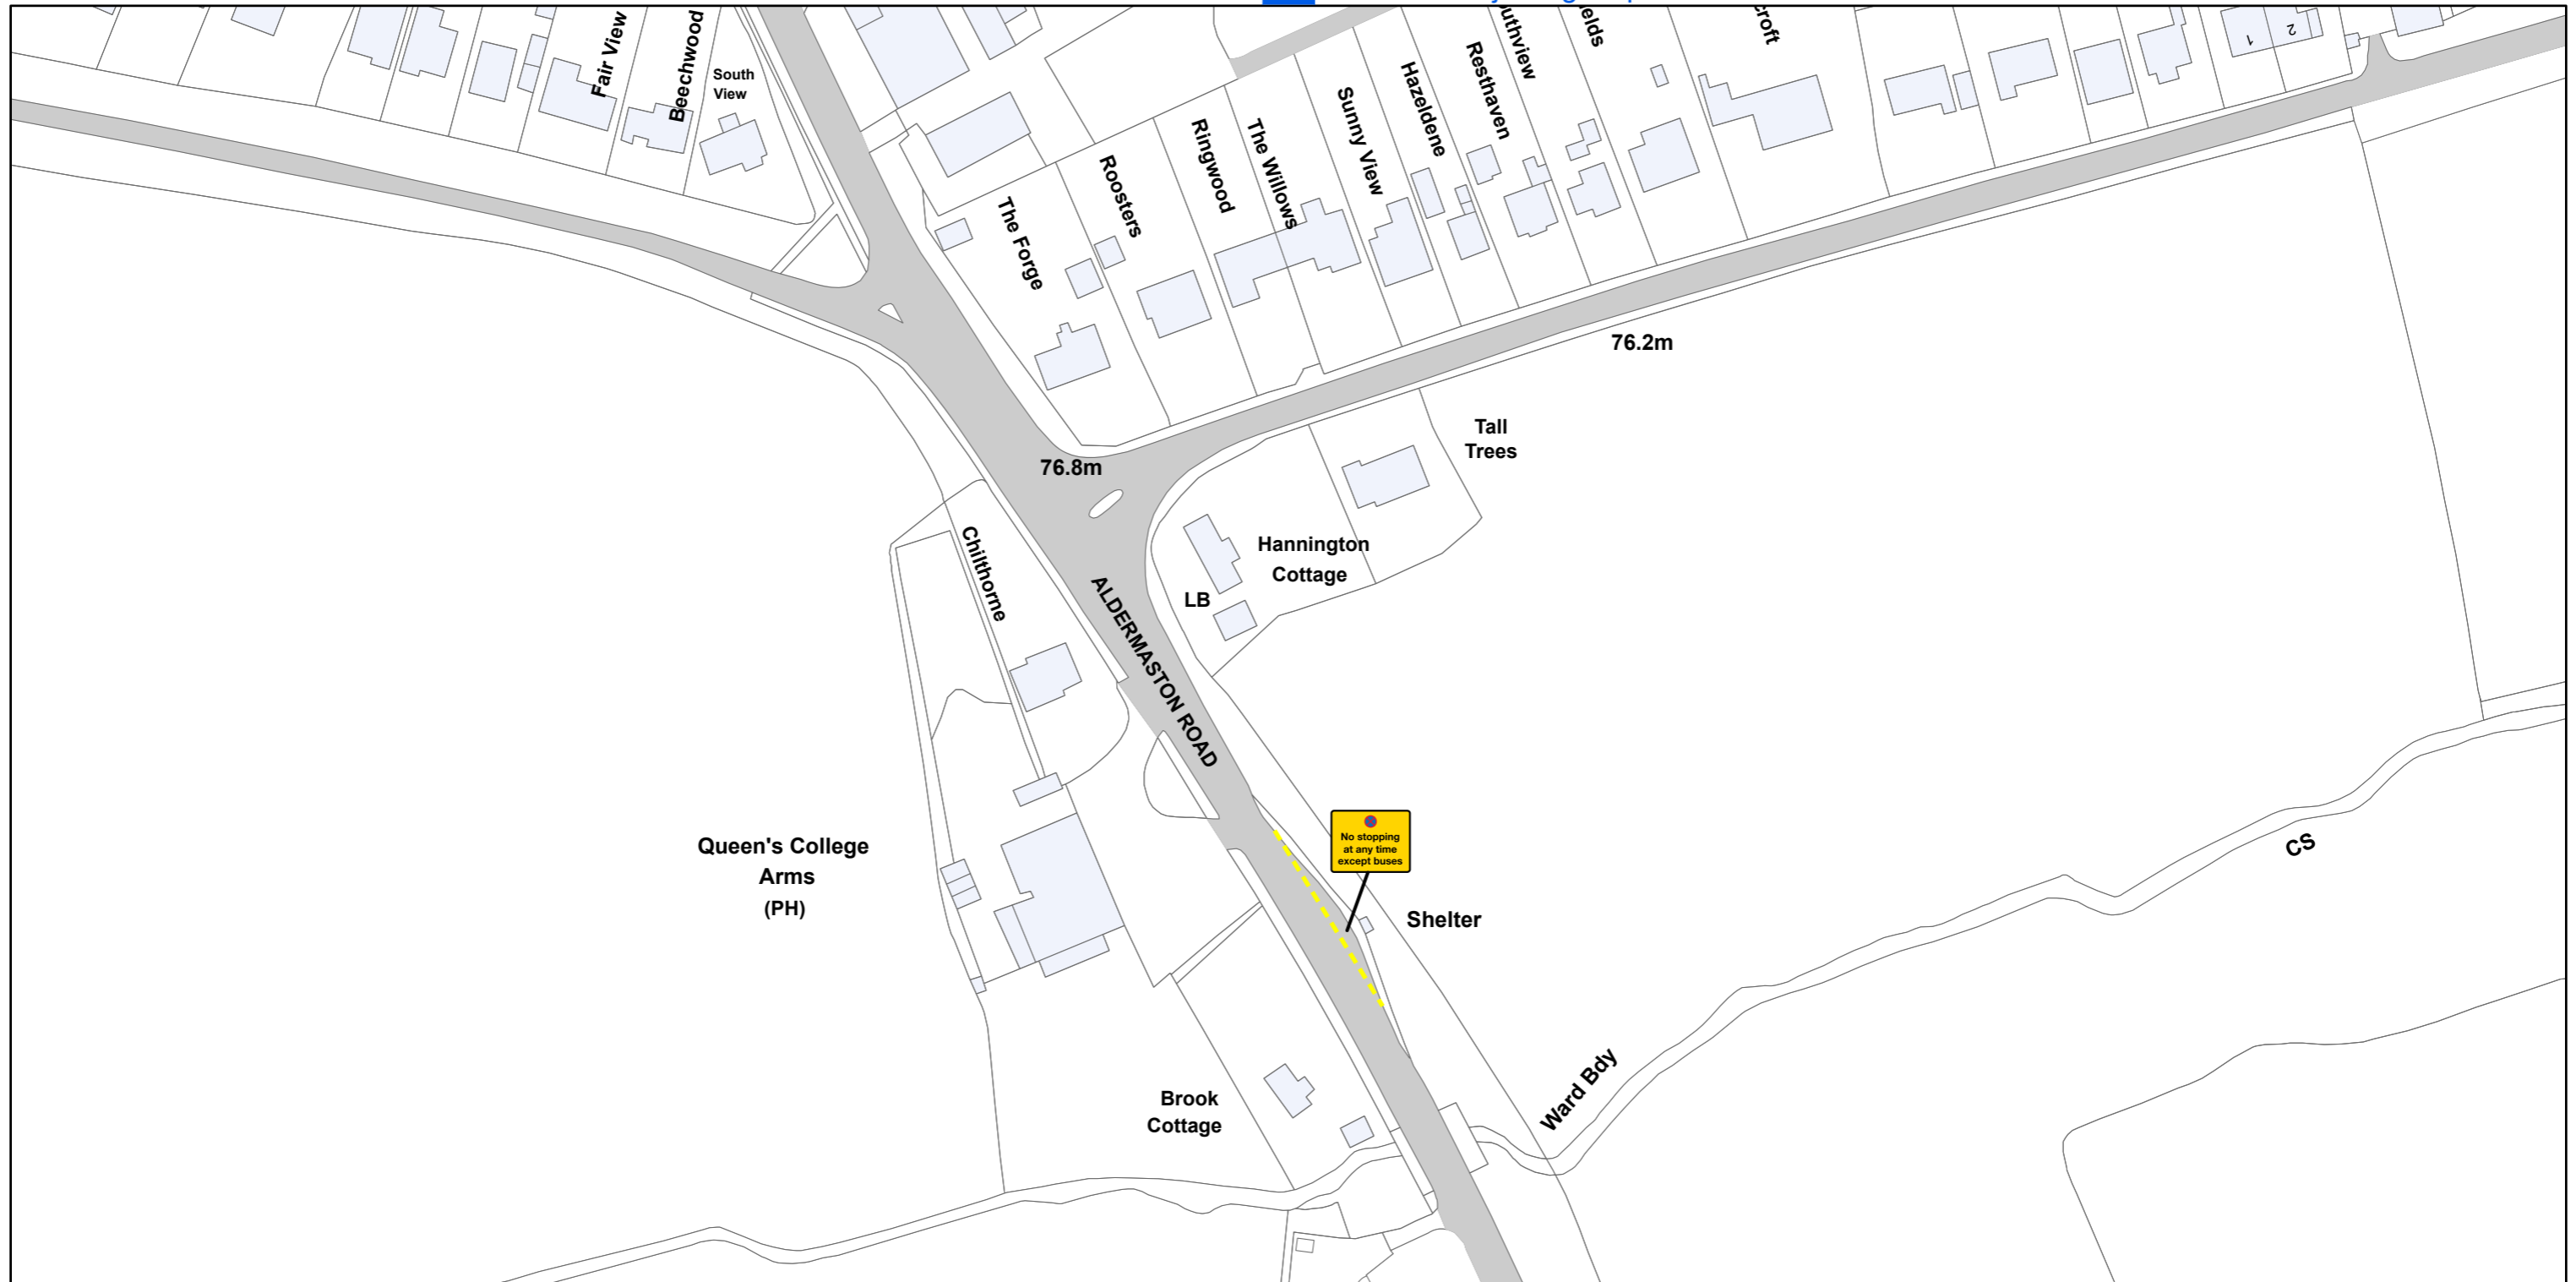 Fair View
Beechwood
South
View
The Forge
Roosters
Ringwood
The Willows
Sunny View
Hazeldene
Resthaven
1
2
76.2m
76.8m
Tall
Trees
Hannington
Cottage
LB
Chilthorne
ALDERMASTON ROAD
No stopping
at any time
except buses
Queen's College
Arms
(PH)
Shelter
CS
Ward Bdy
Brook
Cottage